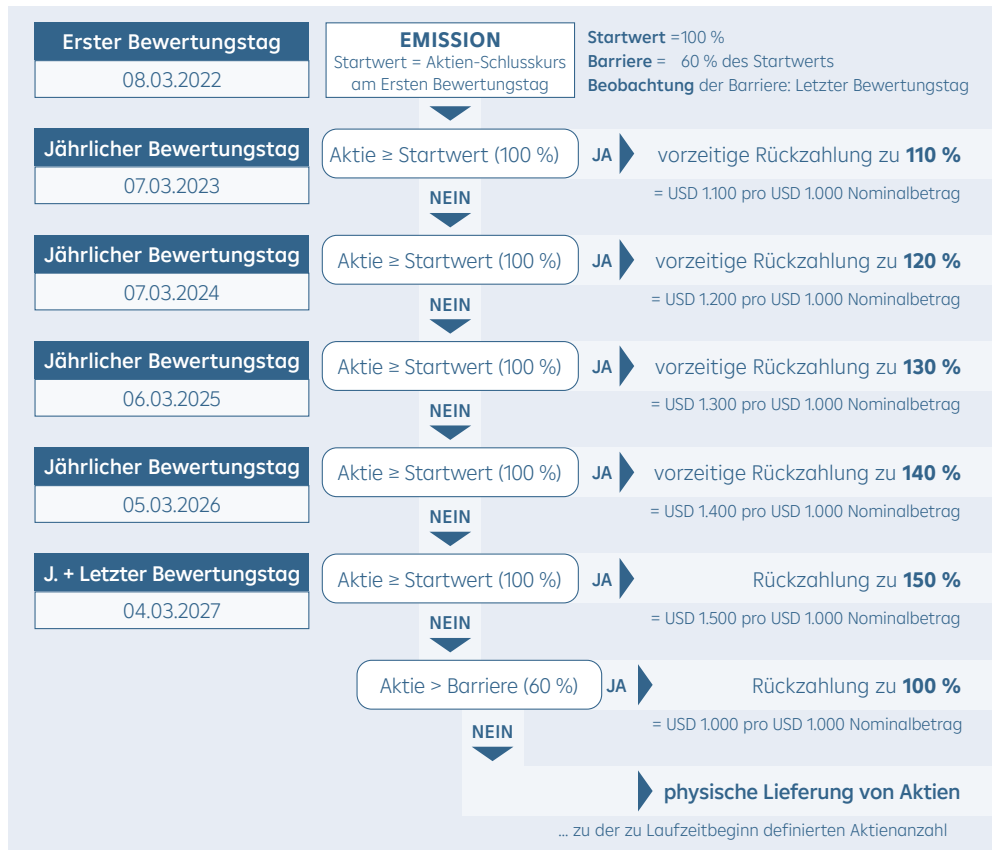 Erster Bewertungstag
08.03.2022
EMISSION
Startwert = Aktien-Schlusskurs
am Ersten Bewertungstag
Startwert =100 %
Barriere = 60 % des Startwerts
Beobachtung der Barriere: Letzter Bewertungstag
Jährlicher Bewertungstag
07.03.2023
Aktie ≥ Startwert (100 %)
JA
vorzeitige Rückzahlung zu 110 %
= USD 1.100 pro USD 1.000 Nominalbetrag
NEIN
Jährlicher Bewertungstag
07.03.2024
Aktie ≥ Startwert (100 %)
JA
vorzeitige Rückzahlung zu 120 %
= USD 1.200 pro USD 1.000 Nominalbetrag
NEIN
Jährlicher Bewertungstag
06.03.2025
Aktie ≥ Startwert (100 %)
JA
vorzeitige Rückzahlung zu 130 %
= USD 1.300 pro USD 1.000 Nominalbetrag
NEIN
Jährlicher Bewertungstag
05.03.2026
Aktie ≥ Startwert (100 %)
JA
vorzeitige Rückzahlung zu 140 %
= USD 1.400 pro USD 1.000 Nominalbetrag
NEIN
J. + Letzter Bewertungstag
04.03.2027
Aktie ≥ Startwert (100 %)
JA
Rückzahlung zu 150 %
= USD 1.500 pro USD 1.000 Nominalbetrag
NEIN
Aktie > Barriere (60 %)
JA
Rückzahlung zu 100 %
= USD 1.000 pro USD 1.000 Nominalbetrag
NEIN
physische Lieferung von Aktien
... zu der zu Laufzeitbeginn definierten Aktienanzahl